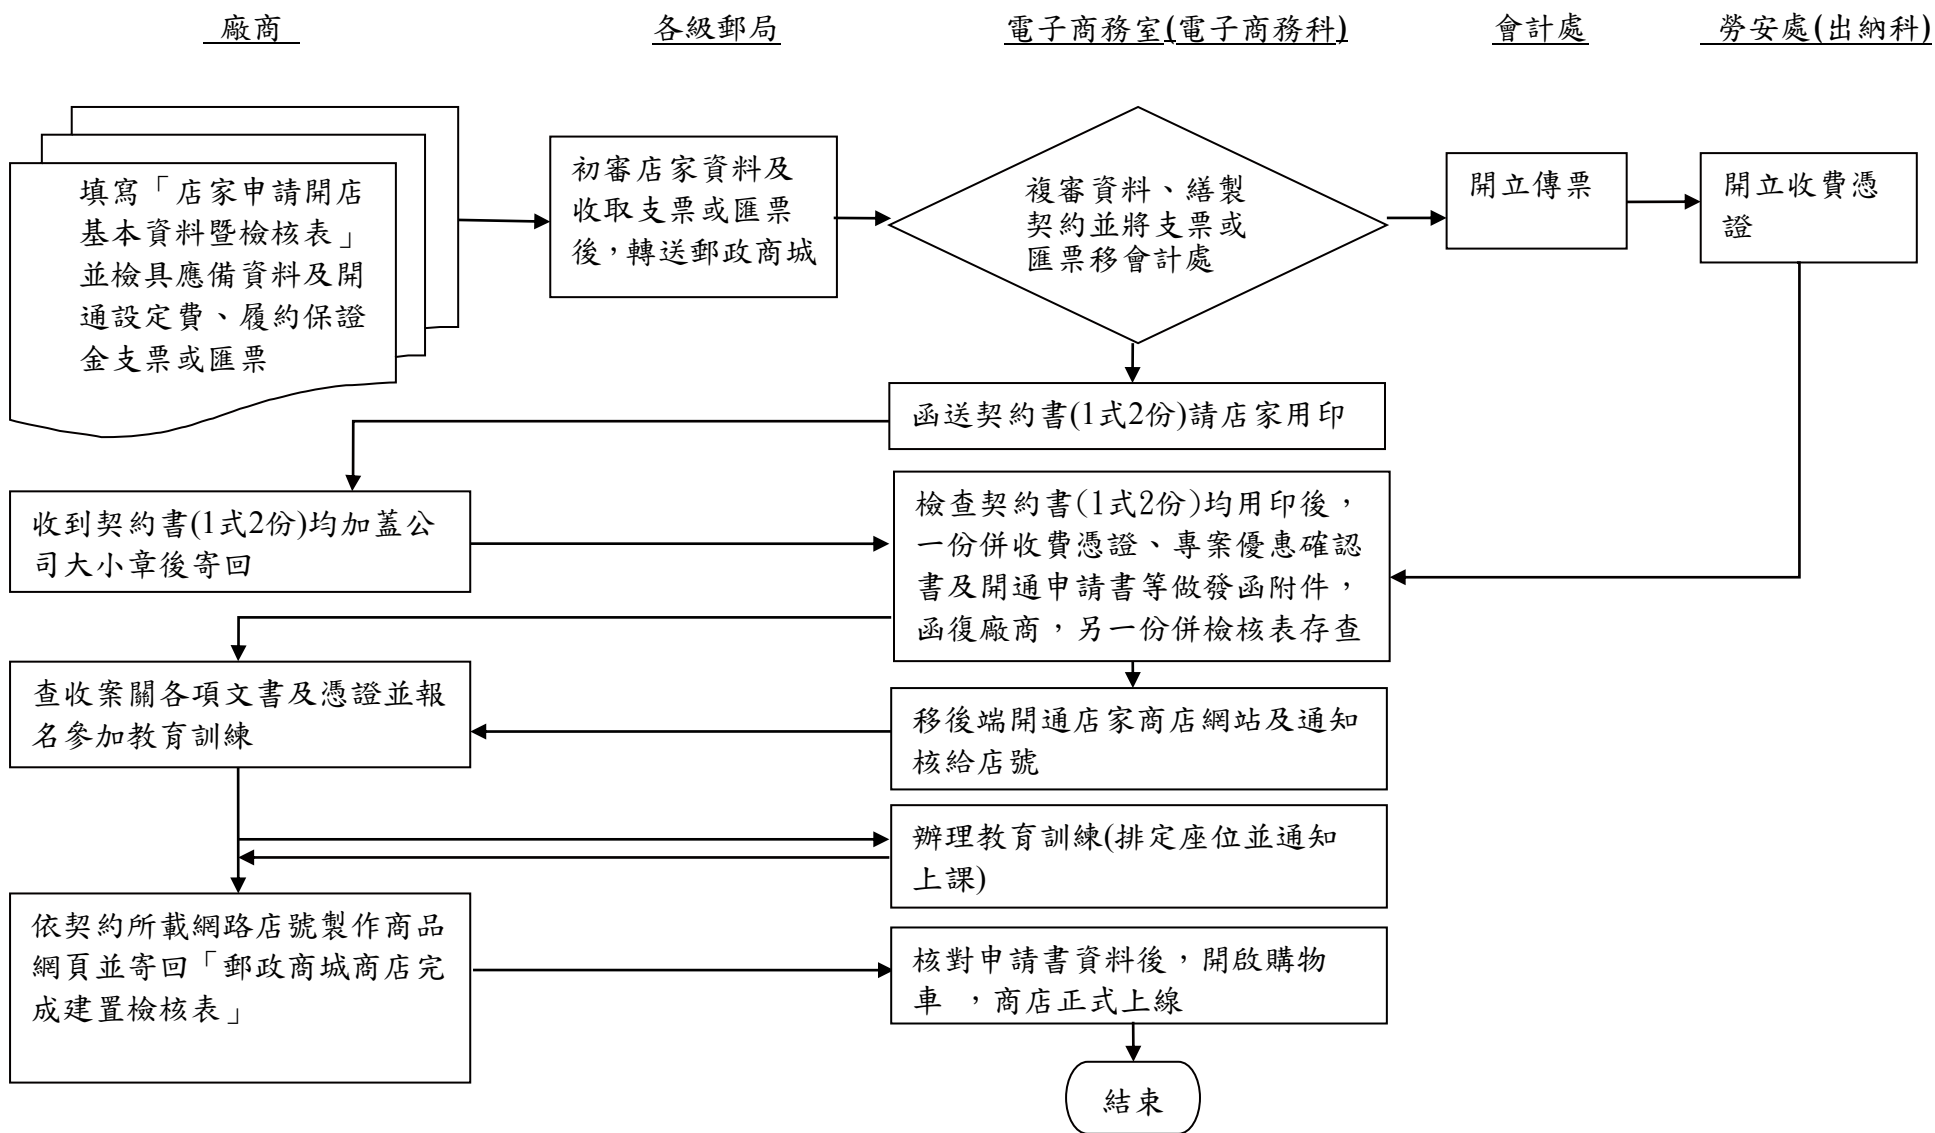 廠商
各級郵局
電子商務室(電子商務科)
會計處
勞安處(出納科)
填寫「店家申請開店
基本資料暨檢核表」
並檢具應備資料及開
通設定費、履約保證
金支票或匯票
初審店家資料及
收取支票或匯票
後，轉送郵政商城
複審資料、繕製
契約並將支票或
匯票移會計處
開立傳票
開立收費憑
證
函送契約書(1式2份)請店家用印
收到契約書(1式2份)均加蓋公
司大小章後寄回
檢查契約書(1式2份)均用印後，
一份併收費憑證、專案優惠確認
書及開通申請書等做發函附件，
函復廠商，另一份併檢核表存查
查收案關各項文書及憑證並報
名參加教育訓練
移後端開通店家商店網站及通知
核給店號
辦理教育訓練(排定座位並通知
上課)
依契約所載網路店號製作商品
網頁並寄回「郵政商城商店完
成建置檢核表」
核對申請書資料後，開啟購物
車 ，商店正式上線
結束